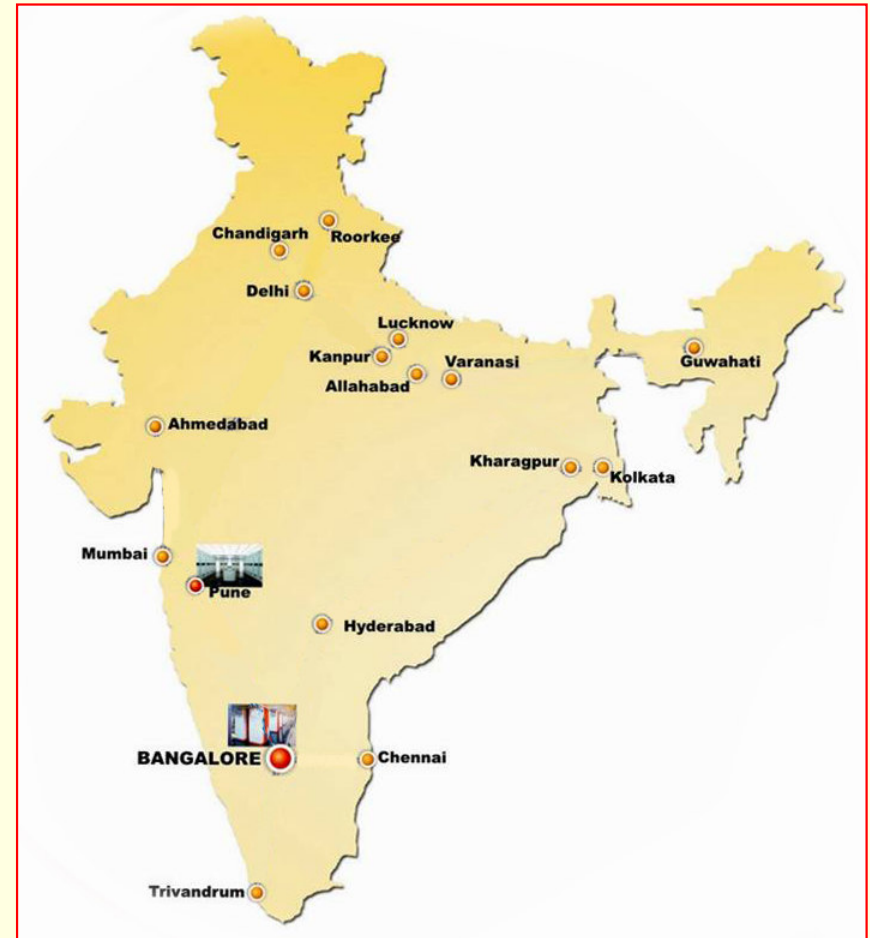 Chandigarh
Roorkee
Delhi
Lucknow
Kanpur
Varanasi
Allahabad
Guwahati
Ahmedabad
Kharagpur
Kolkata
Mumbai
Pune
Hyderabad
BANGALORE
Chennai
Trivandrum